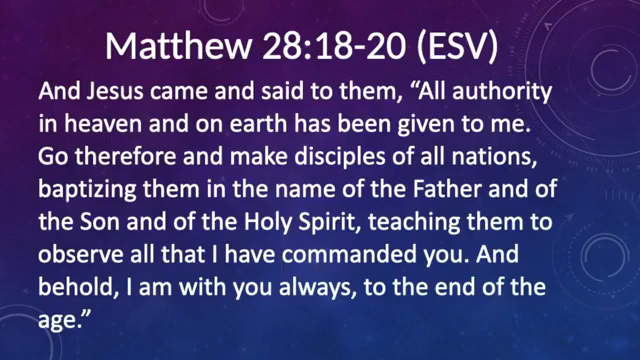 Matthew 28:18-20 (ESV)
And Jesus came and said to them, “All authority
in heaven and on earth has been given to me.
Go therefore and make disciples of all nations,
baptizing them in the name of the Father and of
the Son and of the Holy Spirit, teaching them to
observe all that I have commanded you. And
behold, I am with you always, to the end of the
age.”